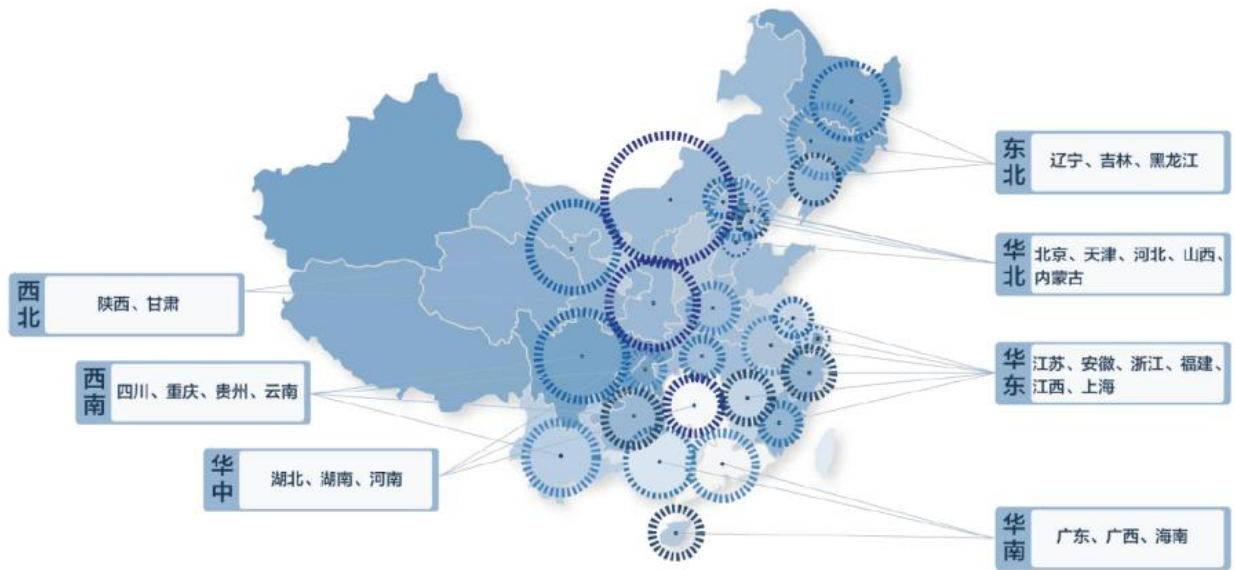 东北
辽宁、吉林、黑龙江
华北
北京、天津、河北、山西、
内蒙古
西北
陕西、甘肃
华东
江苏、安徽、浙江、福建、
江西、上海
西南
四川、重庆、贵州、云南
华中
湖北、湖南、河南
华南
广东、广西、海南